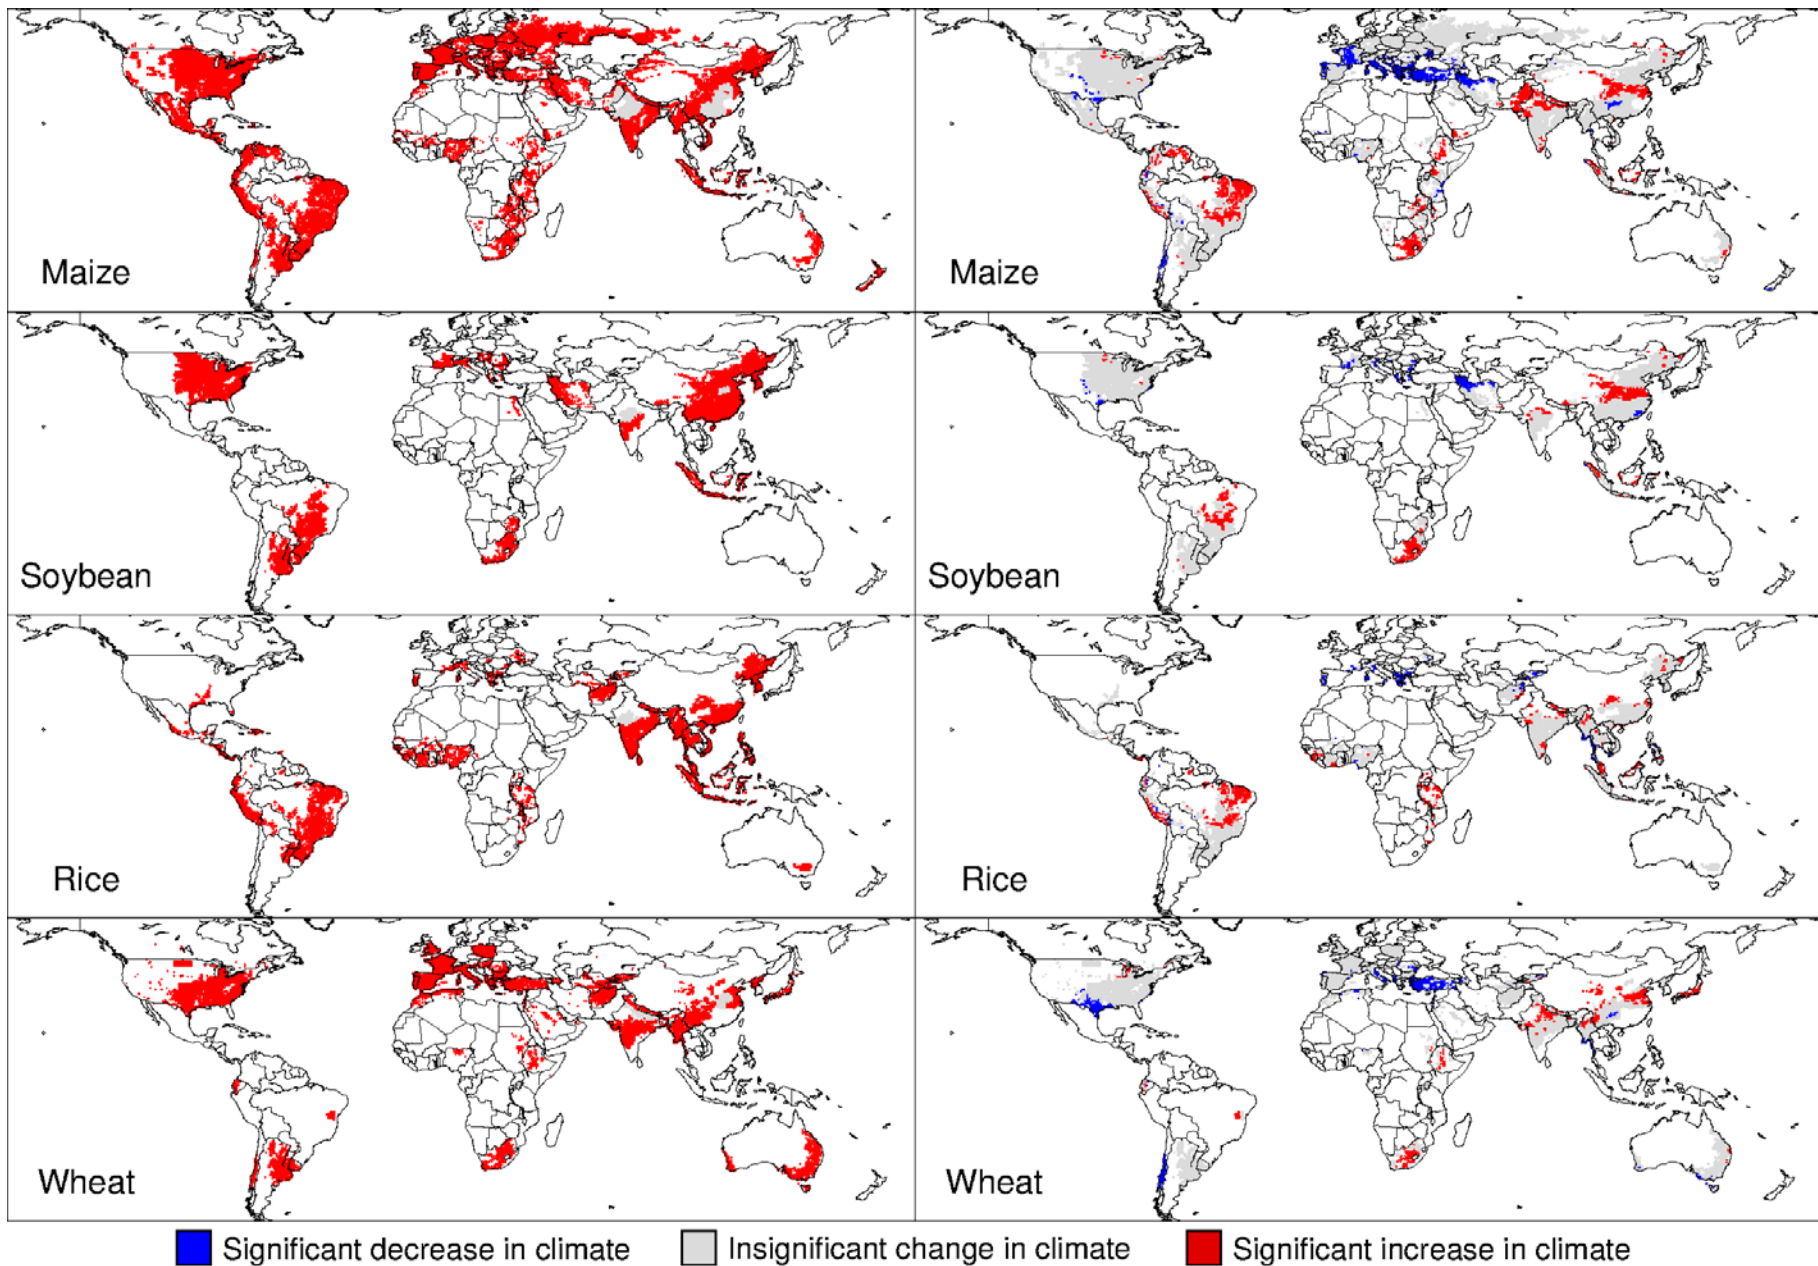 Maize
Maize
Soybean
Soybean
Rice
Rice
Wheat
Wheat
Significant decrease in climate
Insignificant change in climate
Significant increase in climate